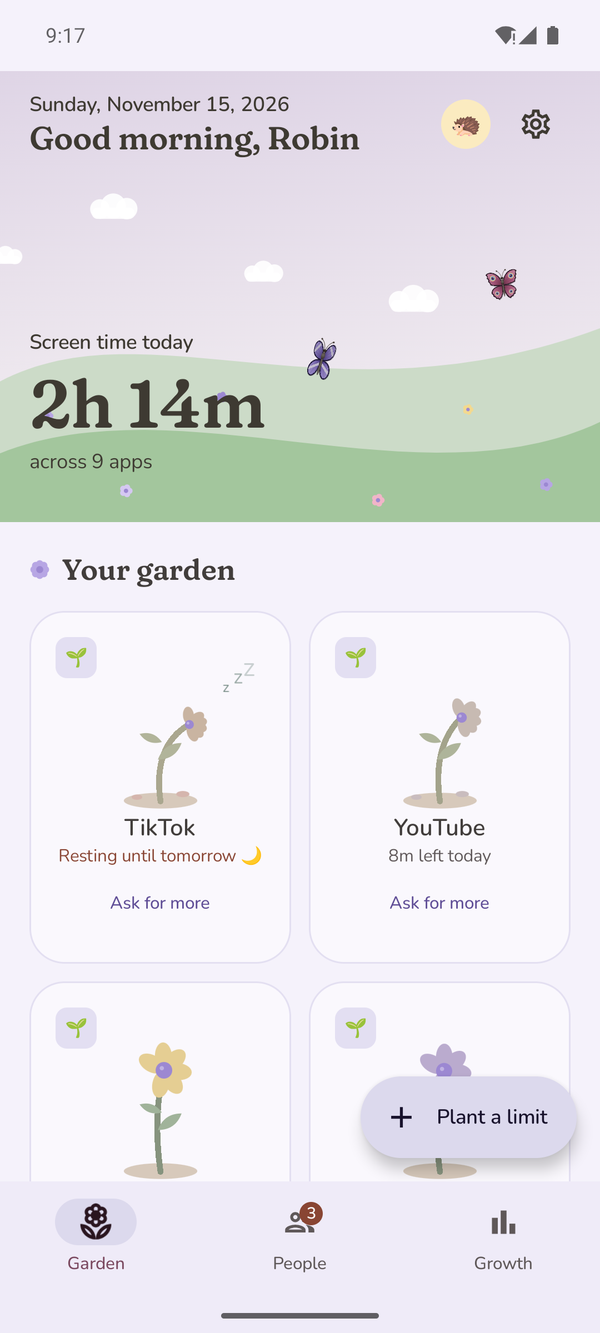 9:17
Sunday, November 15, 2026
Good morning, Robin
Screen time today
2h 14m
across 9 apps
Your garden
z z Z
TikTok
Resting until tomorrow 🌙
Ask for more
YouTube
8m left today
Ask for more
Plant a limit
3
Garden
People
Growth